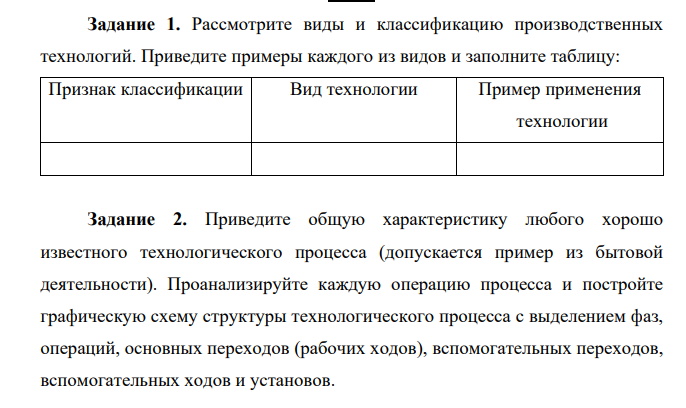 Задание 1. Рассмотрите виды и классификацию производственных
технологий. Приведите примеры каждого из видов и заполните таблицу:
Признак классификации Вид технологии Пример применения
технологии
Задание 2. Приведите общую характеристику любого хорошо
известного технологического процесса (допускается пример из бытовой
деятельности). Проанализируйте каждую операцию процесса и постройте
графическую схему структуры технологического процесса с выделением фаз,
операций, основных переходов (рабочих ходов), вспомогательных переходов,
вспомогательных ходов и установов.